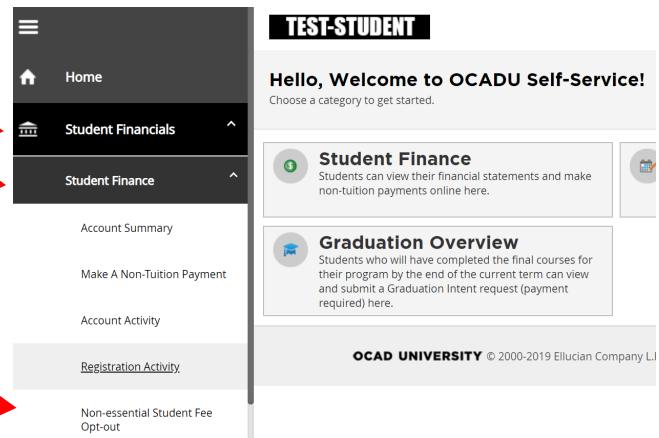 TEST-STUDENT
Home
Student Financials
Student Finance
Account Summary
Make A Non-Tuition Payment
Account Activity
Registration Activity
Non-essential Student Fee
Opt-out
Hello, Welcome to OCADU Self-Service!
Choose a category to get started.
Student Finance
Students can view their financial statements and make
non-tuition payments online here.
Graduation Overview
Students who will have completed the final courses for
their program by the end of the current term can view
and submit a Graduation Intent request (payment
required) here.
OCAD UNIVERSITY © 2000-2019 Ellucian Company L.